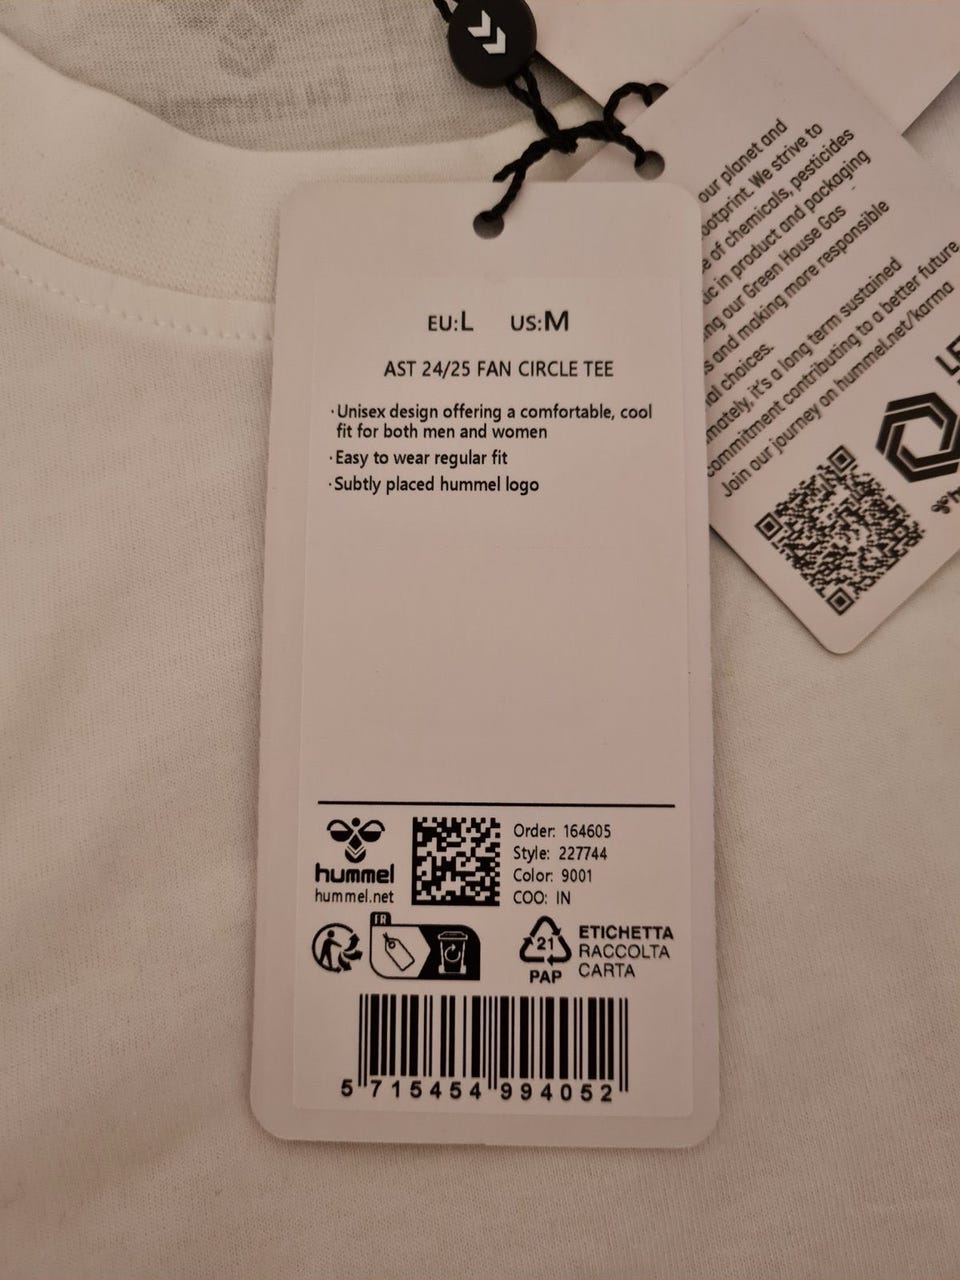 EU:L US:M
AST 24/25 FAN CIRCLE TEE
·Unisex design offering a comfortable, cool
fit for both men and women
·Easy to wear regular fit
·Subtly placed hummel logo
hummel
hummel.net
Order: 164605
Style: 227744
Color: 9001
COO: IN
FR
21
PAP
ETICHETTA
RACCOLTA
CARTA
5 715454 994052
our planet and
We strive to
of chemicals, pesticides
in product and packaging
our Green House Gas
and making more responsible
choices.
it's a long term sustained
commitment contributing to a better future
Join our journey on hummel.net/karma